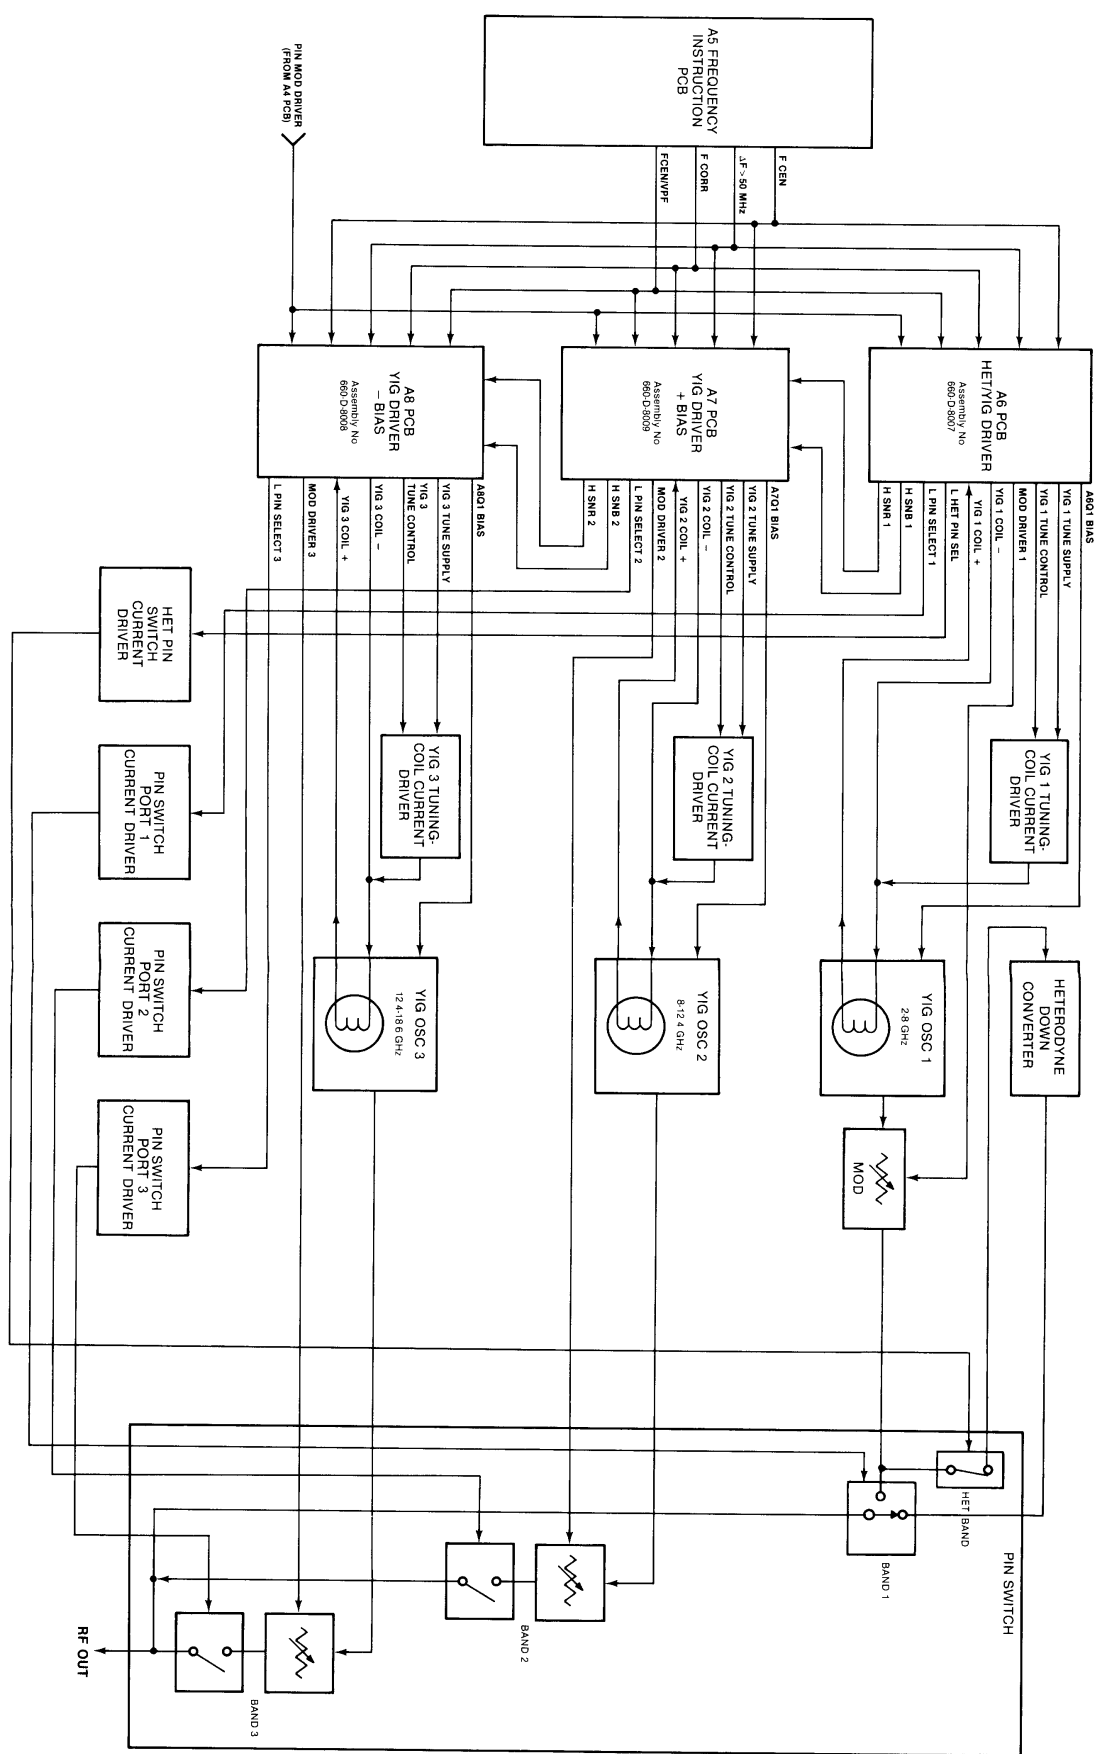 A5 FREQUENCY
INSTRUCTION
PCB
F CEN
ΔF > 50 MHz
F CORR
FCEN/VPF
PIN MOD DRIVER
(FROM A4 PCB)
A6 PCB
HET/YIG DRIVER
Assembly No
660-D-8007
A6Q1 BIAS
YIG 1 TUNE SUPPLY
YIG 1 TUNE CONTROL
MOD DRIVER 1
YIG 1 COIL –
YIG 1 COIL +
L HET PIN SEL
L PIN SELECT 1
H SNB 1
H SNR 1
A7 PCB
YIG DRIVER
+ BIAS
Assembly No
660-D-8009
A7Q1 BIAS
YIG 2 TUNE SUPPLY
YIG 2 TUNE CONTROL
YIG 2 COIL –
YIG 2 COIL +
MOD DRIVER 2
L PIN SELECT 2
H SNB 2
H SNR 2
A8 PCB
YIG DRIVER
– BIAS
Assembly No
660-D-8008
A8Q1 BIAS
YIG 3 TUNE SUPPLY
YIG 3
TUNE CONTROL
YIG 3 COIL –
YIG 3 COIL +
MOD DRIVER 3
L PIN SELECT 3
YIG 1 TUNING-
COIL CURRENT
DRIVER
YIG 2 TUNING-
COIL CURRENT
DRIVER
YIG 3 TUNING-
COIL CURRENT
DRIVER
HET PIN
SWITCH
CURRENT
DRIVER
PIN SWITCH
PORT 1
CURRENT DRIVER
PIN SWITCH
PORT 2
CURRENT DRIVER
PIN SWITCH
PORT 3
CURRENT DRIVER
HETERODYNE
DOWN
CONVERTER
YIG OSC 1
2-8 GHz
YIG OSC 2
8-12 4 GHz
YIG OSC 3
12 4-18 6 GHz
MOD
PIN SWITCH
HET BAND
BAND 1
BAND 2
BAND 3
RF OUT